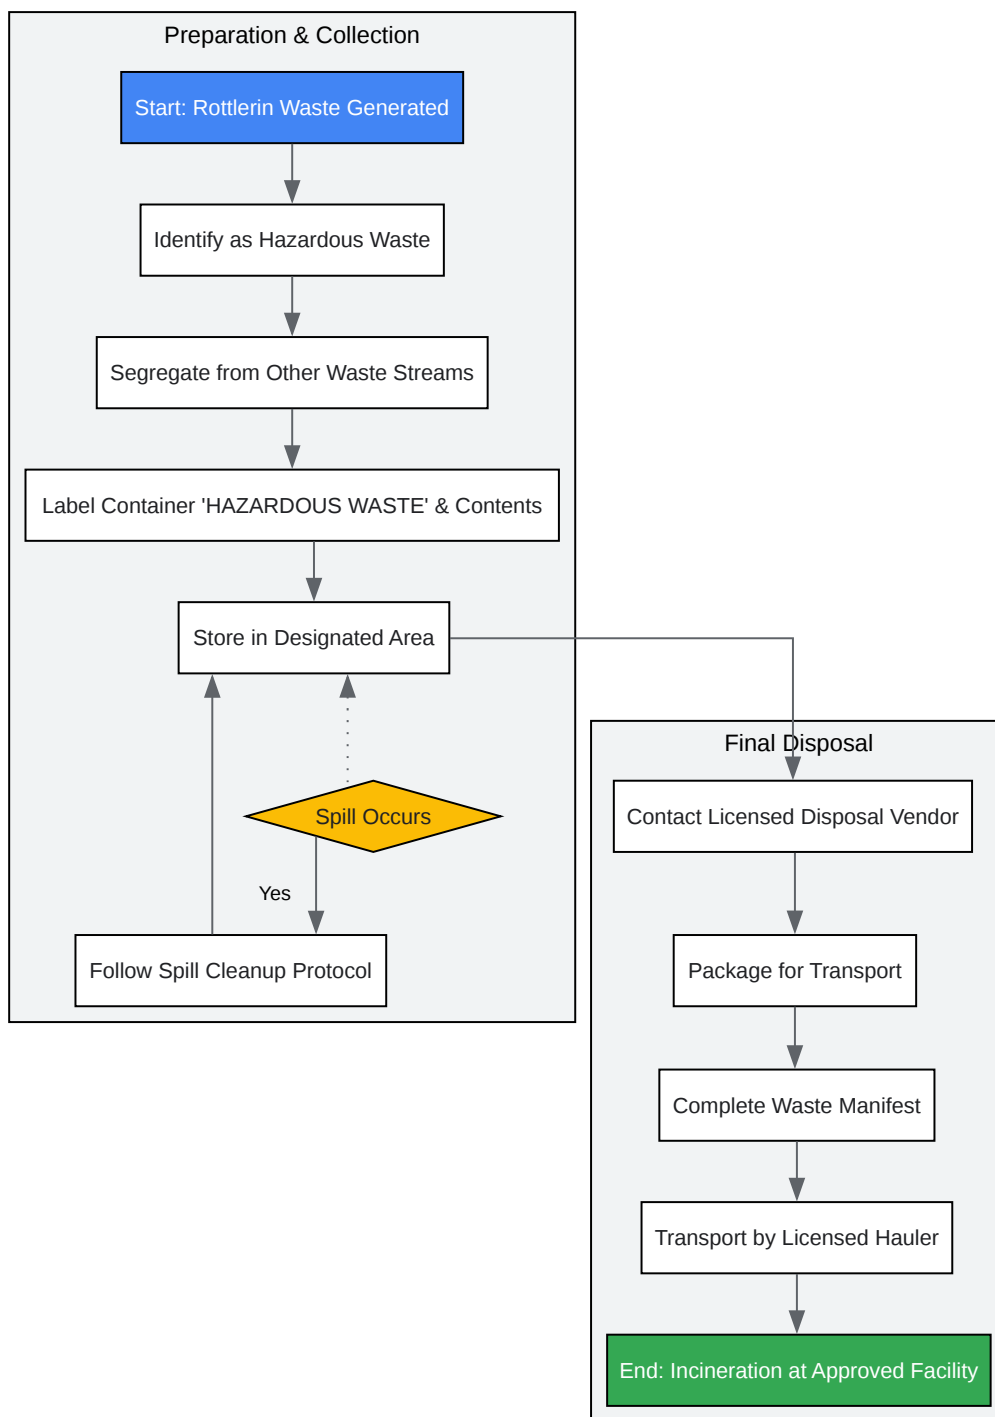 Preparation & Collection
Start: Rottlerin Waste Generated
Identify as Hazardous Waste
Segregate from Other Waste Streams
Label Container 'HAZARDOUS WASTE' & Contents
Store in Designated Area
Spill Occurs
Yes
Follow Spill Cleanup Protocol
Final Disposal
Contact Licensed Disposal Vendor
Package for Transport
Complete Waste Manifest
Transport by Licensed Hauler
End: Incineration at Approved Facility